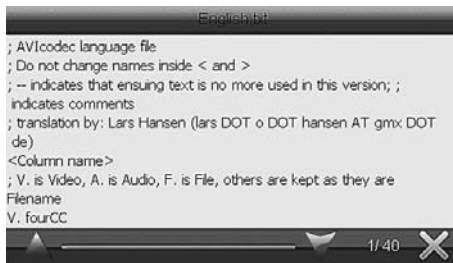 English.txt
; AVIcodec language file
; Do not change names inside < and >
; -- indicates that ensuing text is no more used in this version; ;
indicates comments
; translation by: Lars Hansen (lars DOT o DOT hansen AT gmx DOT
de)
<Column name>
; V. is Video, A. is Audio, F. is File, others are kept as they are
Filename
V. fourCC
1/40